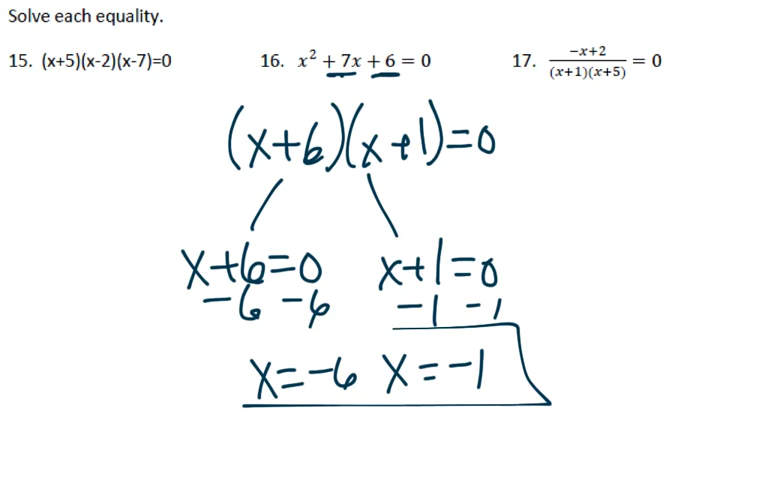 Solve each equality.
15. (x+5)(x-2)(x-7)=0
16. x² + 7x + 6 = 0
17. −x+2 / (x+1)(x+5) = 0
(x+6)(x+1)=0
x+6=0 x+1=0
-6 -6 -1 -1
x=-6 x=-1